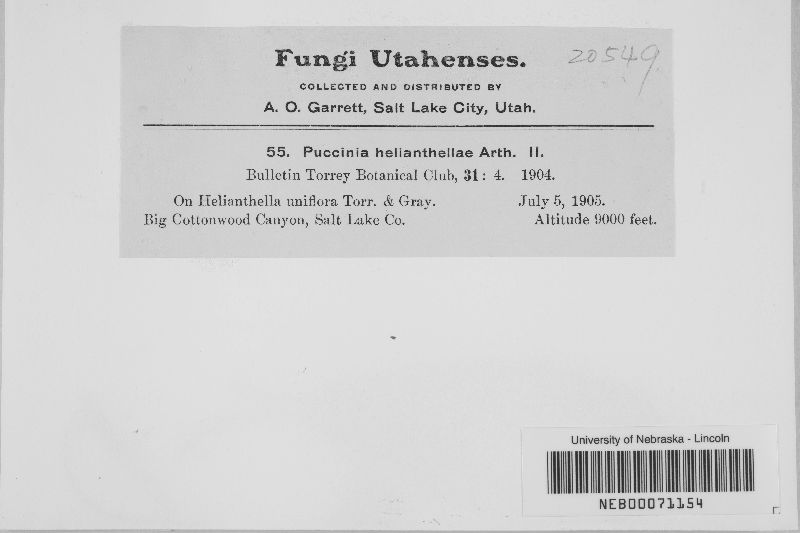 Fungi Utahenses. 20549
COLLECTED AND DISTRIBUTED BY
A. O. Garrett, Salt Lake City, Utah.
55. Puccinia helianthellae Arth. II.
Bulletin Torrey Botanical Club, 31: 4. 1904.
On Helianthella uniflora Torr. & Gray. July 5, 1905.
Big Cottonwood Canyon, Salt Lake Co. Altitude 9000 feet.
University of Nebraska - Lincoln
NEB00071154